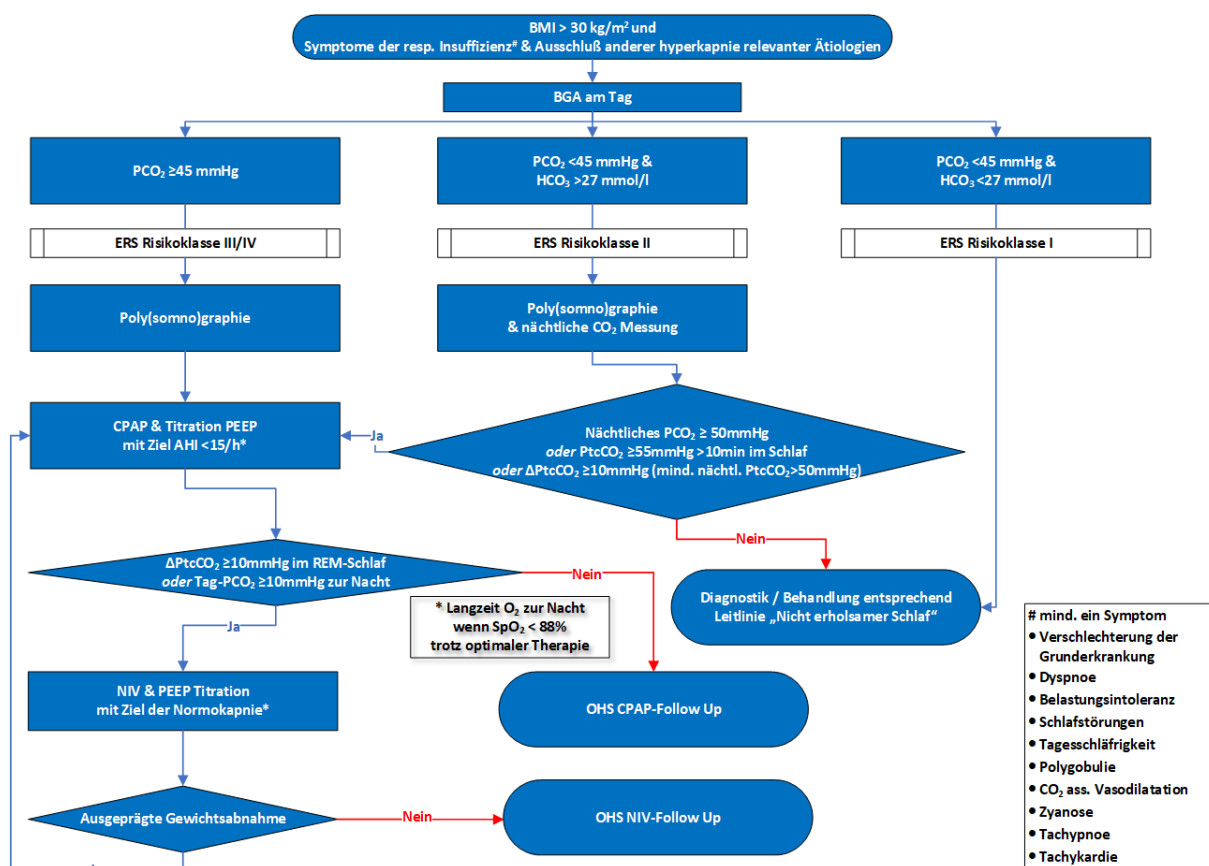 BMI > 30 kg/m² und
Symptome der resp. Insuffizienz# & Ausschluß anderer hyperkapnie relevanter Ätiologien
BGA am Tag
PCO₂ ≥45 mmHg
PCO₂ <45 mmHg &
HCO₃ >27 mmol/l
PCO₂ <45 mmHg &
HCO₃ <27 mmol/l
ERS Risikoklasse III/IV
ERS Risikoklasse II
ERS Risikoklasse I
Poly(somno)graphie
Poly(somno)graphie
& nächtliche CO₂ Messung
CPAP & Titration PEEP
mit Ziel AHI <15/h*
Ja
Nächtliches PCO₂ ≥ 50mmHg
oder PtcCO₂ ≥55mmHg >10min im Schlaf
oder ΔPtcCO₂ ≥10mmHg (mind. nächtl. PtcCO₂>50mmHg)
Nein
ΔPtcCO₂ ≥10mmHg im REM-Schlaf
oder Tag-PCO₂ ≥10mmHg zur Nacht
Nein
Diagnostik / Behandlung entsprechend
Leitlinie „Nicht erholsamer Schlaf“
* Langzeit O₂ zur Nacht
wenn SpO₂ < 88%
trotz optimaler Therapie
Ja
NIV & PEEP Titration
mit Ziel der Normokapnie*
OHS CPAP-Follow Up
Ausgeprägte Gewichtsabnahme
Nein
OHS NIV-Follow Up
# mind. ein Symptom
• Verschlechterung der
Grunderkrankung
• Dyspnoe
• Belastungsintoleranz
• Schlafstörungen
• Tagesschläfrigkeit
• Polygobulie
• CO₂ ass. Vasodilatation
• Zyanose
• Tachypnoe
• Tachykardie